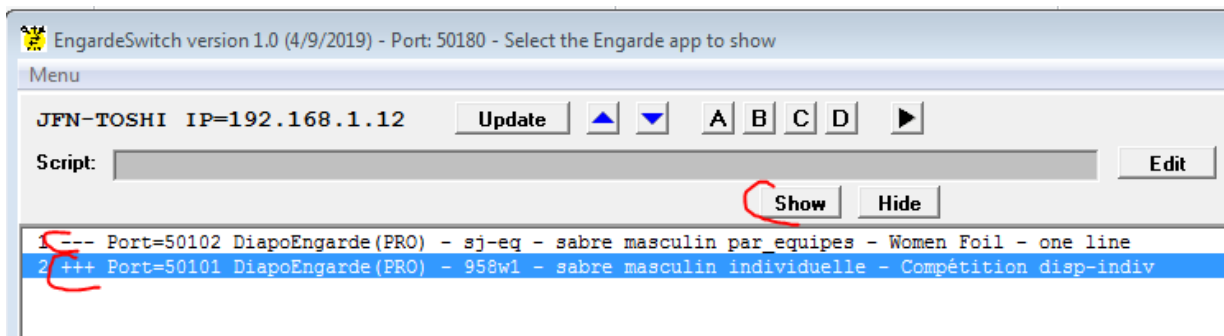 EngardeSwitch version 1.0 (4/9/2019) - Port: 50180 - Select the Engarde app to show
Menu
JFN-TOSHI IP=192.168.1.12 Update A B C D
Script: Edit
Show Hide
1 --- Port=50102 DiapoEngarde(PRO) - sj-eq - sabre masculin par_equipes - Women Foil - one line
2 +++ Port=50101 DiapoEngarde(PRO) - 958w1 - sabre masculin individuelle - Compétition disp-indiv